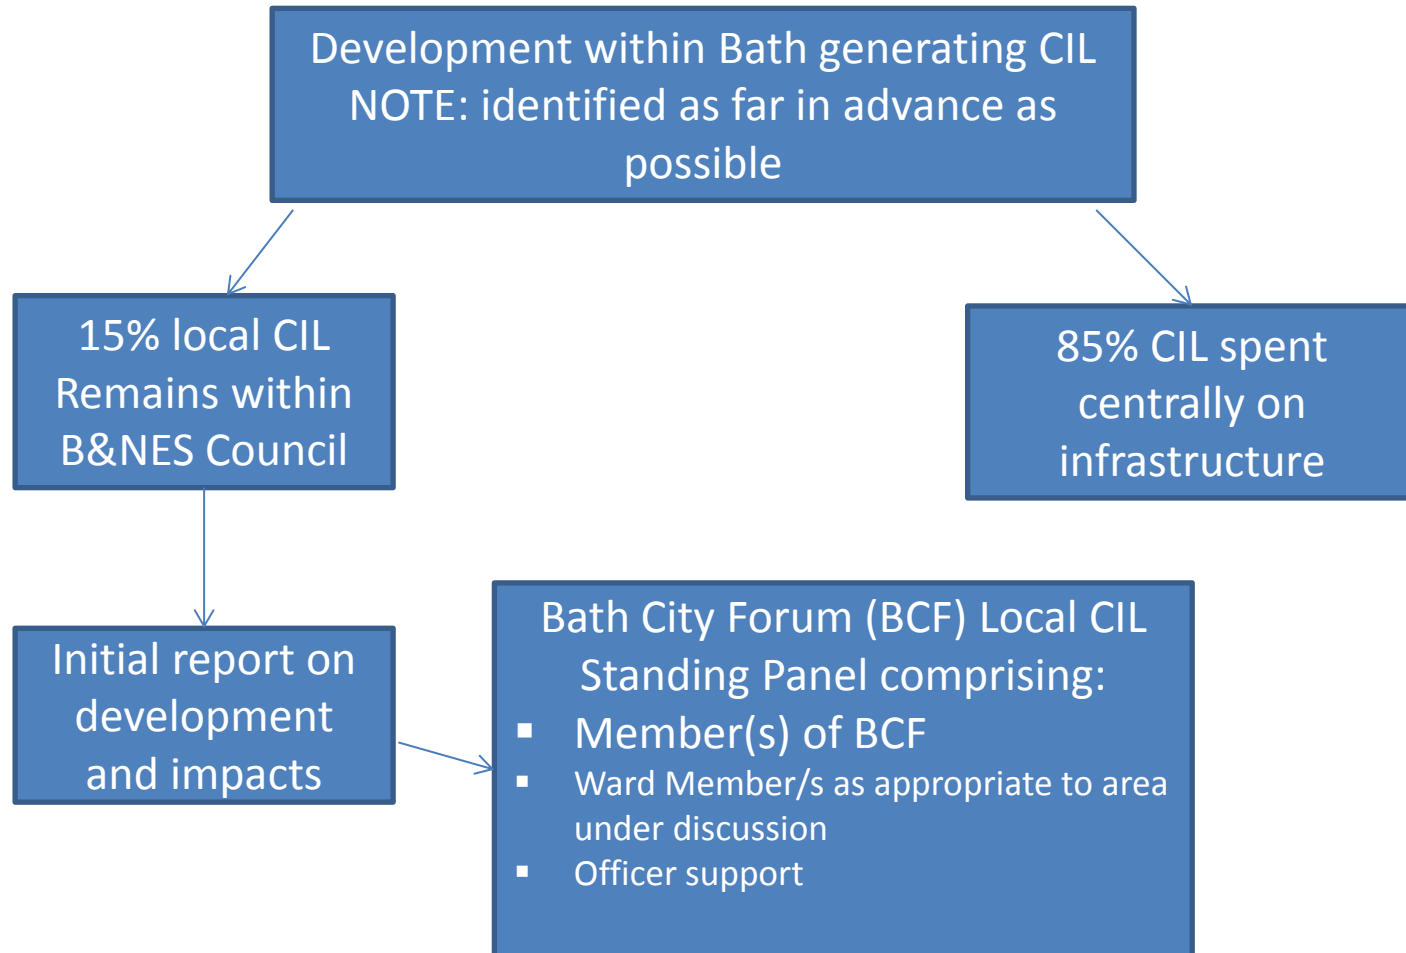 Development within Bath generating CIL
NOTE: identified as far in advance as
possible
15% local CIL
Remains within
B&NES Council
85% CIL spent
centrally on
infrastructure
Initial report on
development
and impacts
Bath City Forum (BCF) Local CIL
Standing Panel comprising:
▪ Member(s) of BCF
▪ Ward Member/s as appropriate to area
under discussion
▪ Officer support